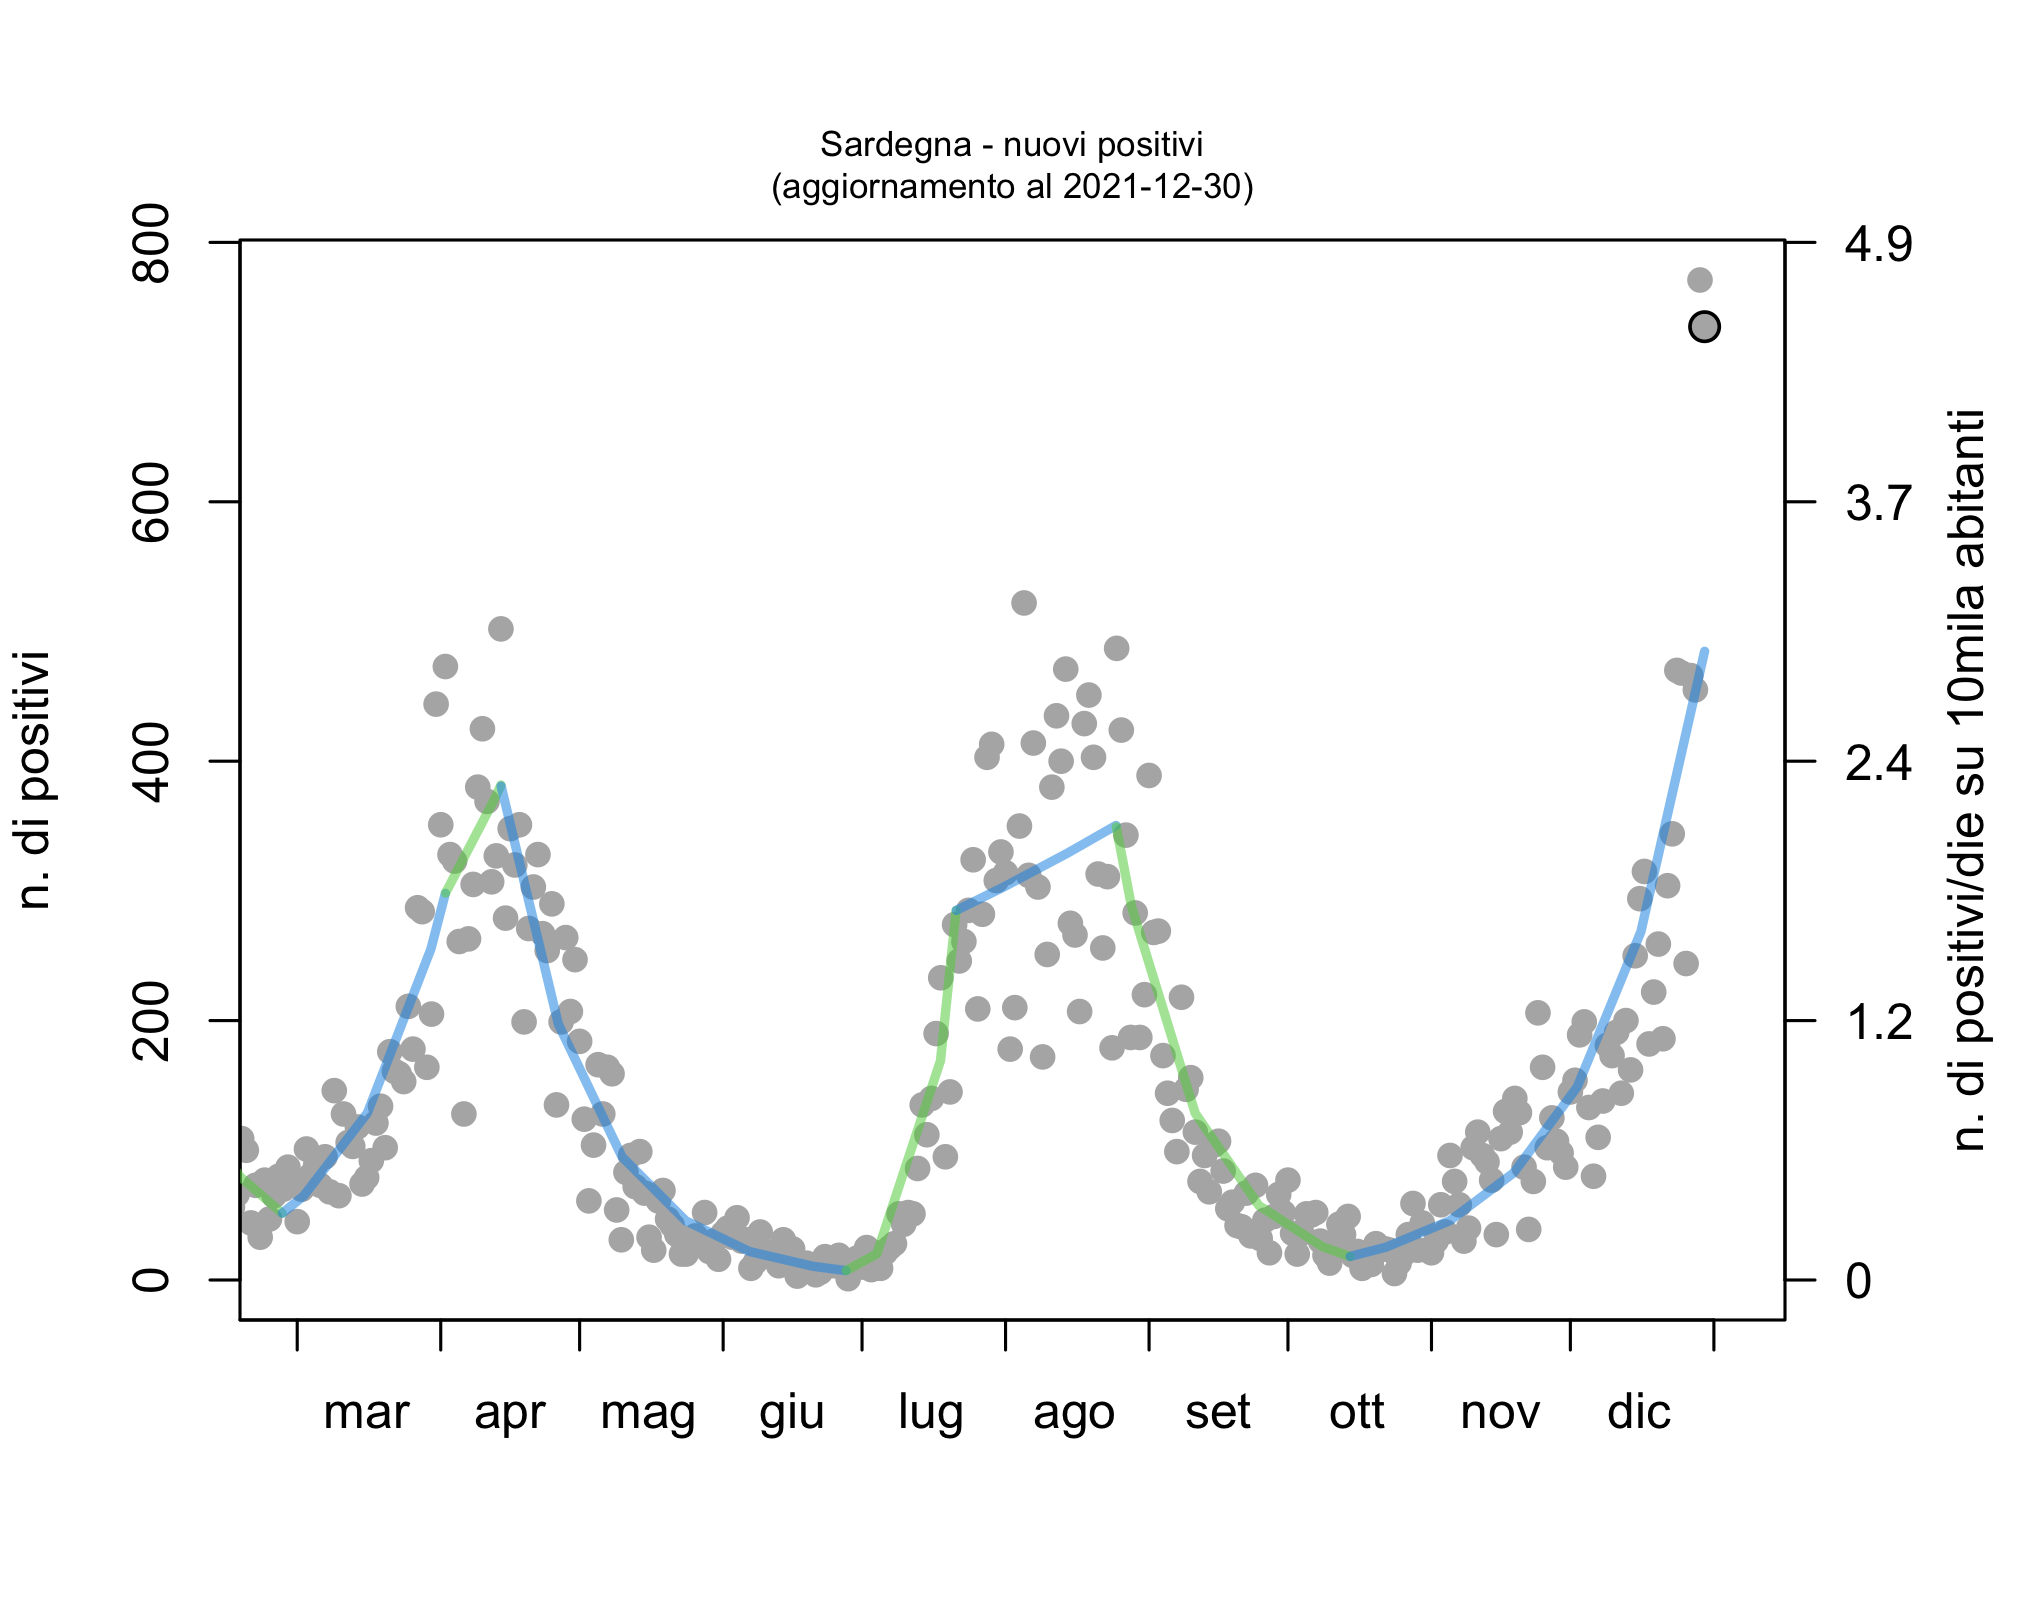 Sardegna - nuovi positivi
(aggiornamento al 2021-12-30)
n. di positivi
800
600
400
200
0
4.9
3.7
2.4
1.2
0
n. di positivi/die su 10mila abitanti
mar apr mag giu lug ago set ott nov dic